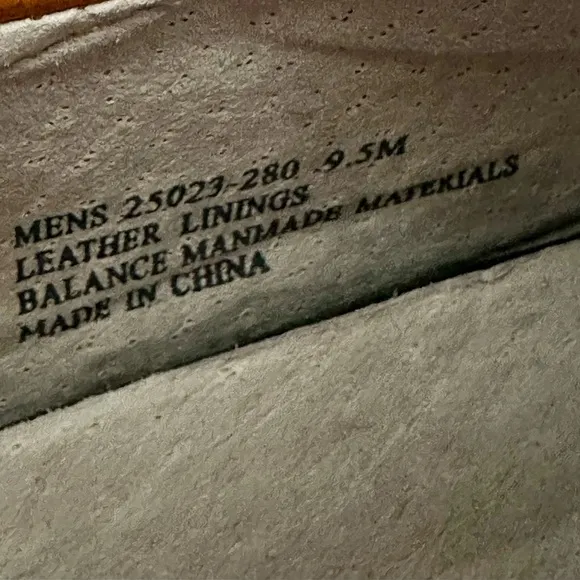 MENS 25023-280 9.5M
LEATHER LININGS
BALANCE MANMADE MATERIALS
MADE IN CHINA